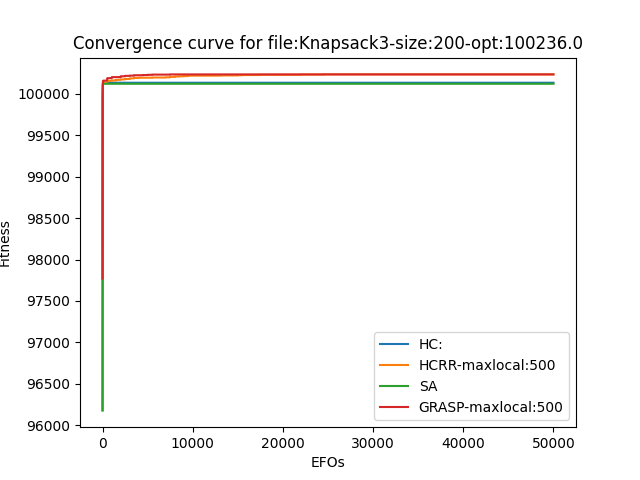 Convergence curve for file:Knapsack3-size:200-opt:100236.0
100000
99500
99000
98500
98000
97500
97000
96500
96000
Fitness
0
10000
20000
30000
40000
50000
EFOs
HC:
HCRR-maxlocal:500
SA
GRASP-maxlocal:500